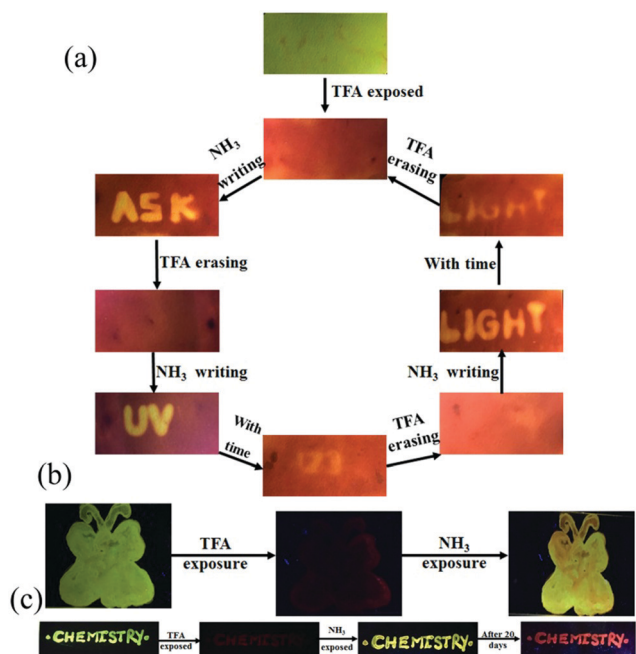 (a)
TFA exposed
NH₃ writing
TFA erasing
ASK
LIGHT
TFA erasing
With time
LIGHT
NH₃ writing
NH₃ writing
UV
With time
TFA erasing
(b)
TFA exposure
NH₃ exposure
(c)
CHEMISTRY
TFA exposed
CHEMISTRY
NH₃ exposed
CHEMISTRY
After 20 days
CHEMISTRY